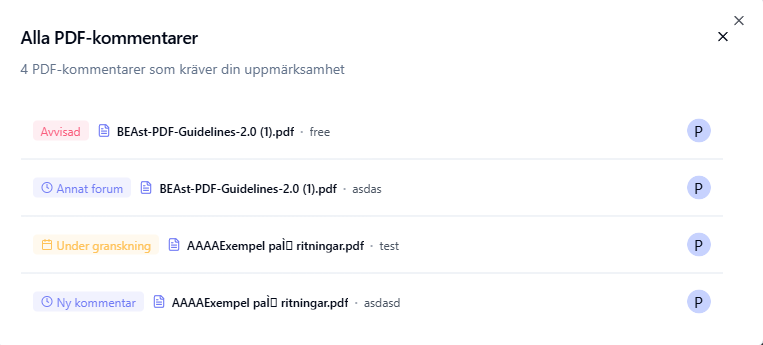 Alla PDF-kommentarer
4 PDF-kommentarer som kräver din uppmärksamhet
Avvisad BEAst-PDF-Guidelines-2.0 (1).pdf · free P
Annat forum BEAst-PDF-Guidelines-2.0 (1).pdf · asdas P
Under granskning AAAAExempel paÌ▯ ritningar.pdf · test P
Ny kommentar AAAAExempel paÌ▯ ritningar.pdf · asdasd P